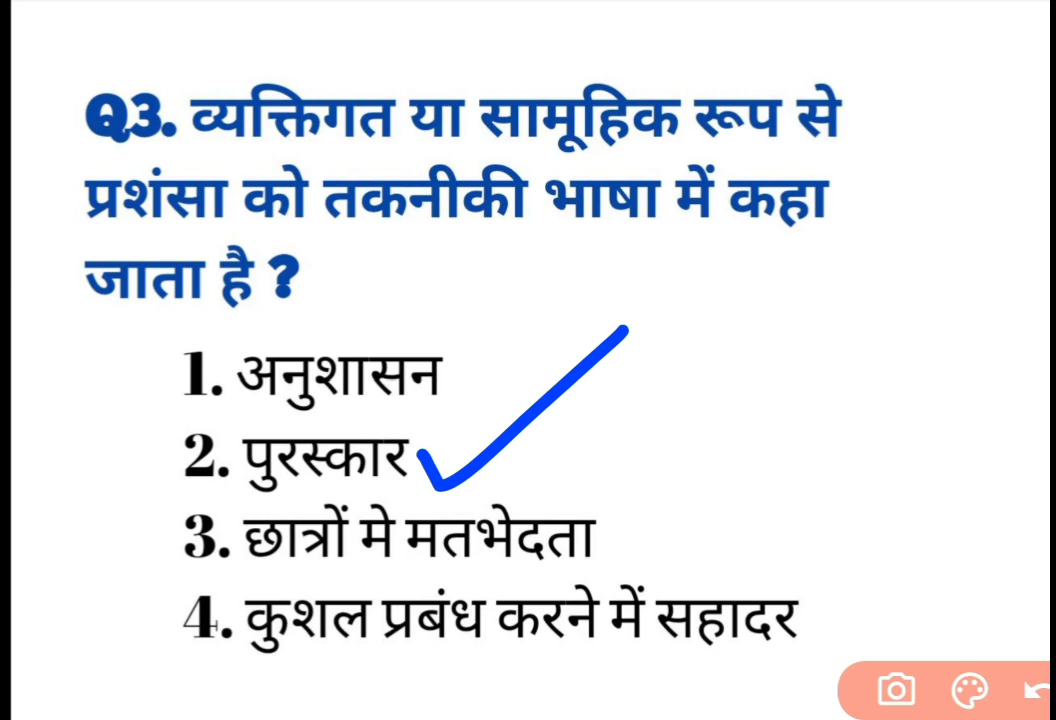 Q3. व्यक्तिगत या सामूहिक रूप से
प्रशंसा को तकनीकी भाषा में कहा
जाता है ?
1. अनुशासन
2. पुरस्कार
3. छात्रों मे मतभेदता
4. कुशल प्रबंध करने में सहादर